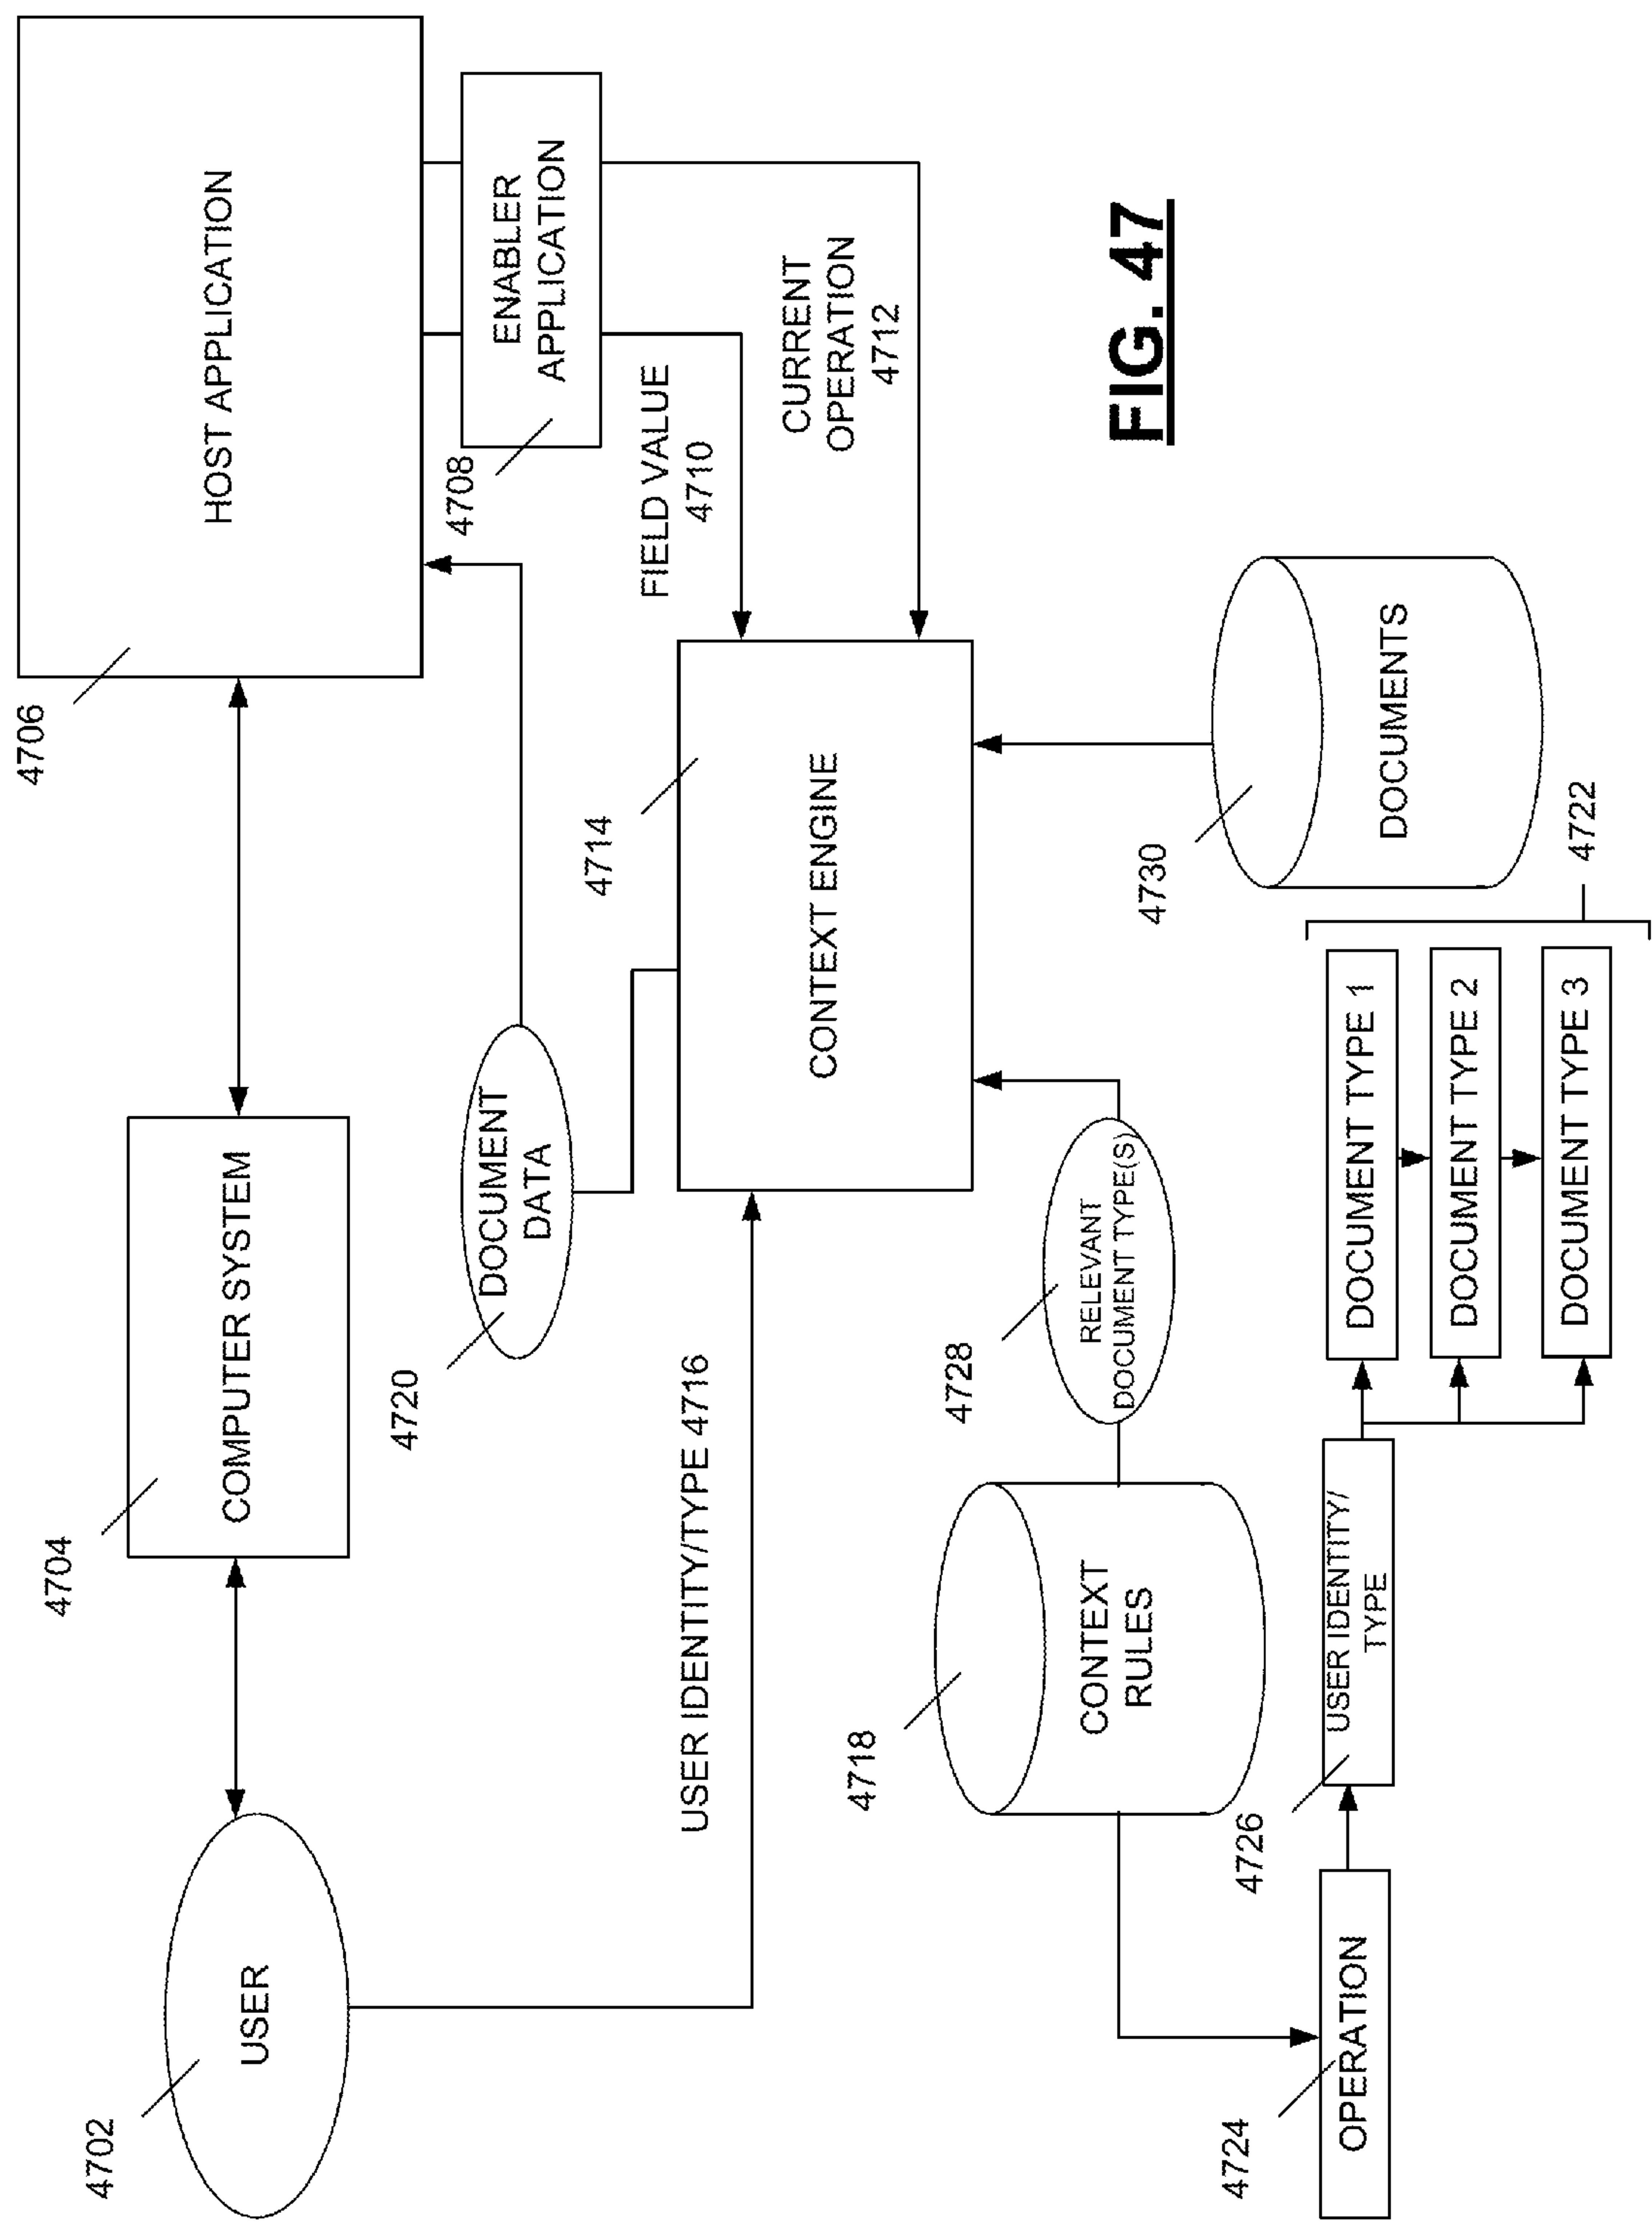 4702
USER
4704
COMPUTER SYSTEM
4706
HOST APPLICATION
4708
ENABLER
APPLICATION
4720
DOCUMENT
DATA
FIELD VALUE
4710
CURRENT
OPERATION
4712
USER IDENTITY/TYPE 4716
4714
CONTEXT ENGINE
4718
CONTEXT
RULES
4728
RELEVANT
DOCUMENT TYPE(S)
4730
DOCUMENTS
4724
OPERATION
4726
USER IDENTITY/
TYPE
DOCUMENT TYPE 1
DOCUMENT TYPE 2
DOCUMENT TYPE 3
4722
FIG. 47